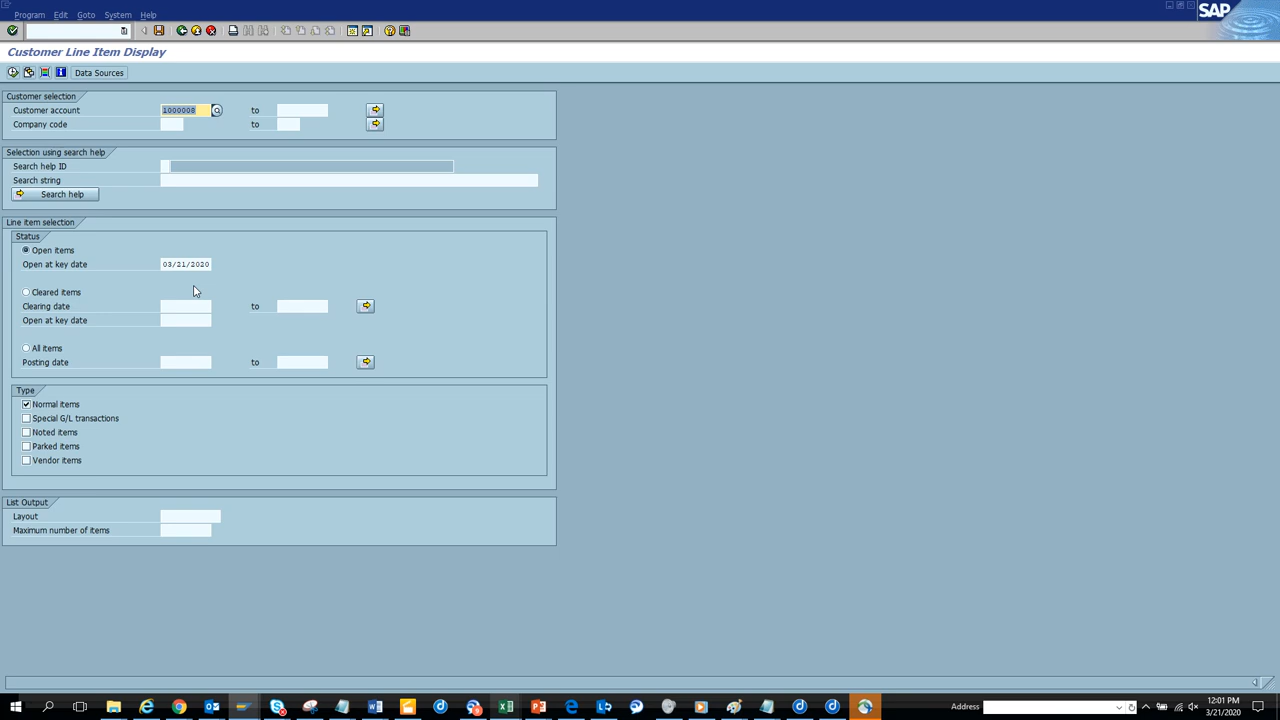 Program Edit Goto System Help
SAP
Customer Line Item Display
Data Sources
Customer selection
Customer account 1000008 to
Company code to
Selection using search help
Search help ID
Search string
Search help
Line item selection
Status
Open items
Open at key date 03/21/2020
Cleared items
Clearing date to
Open at key date
All items
Posting date to
Type
Normal items
Special G/L transactions
Noted items
Parked items
Vendor items
List Output
Layout
Maximum number of items
Address
12:01 PM
3/21/2020